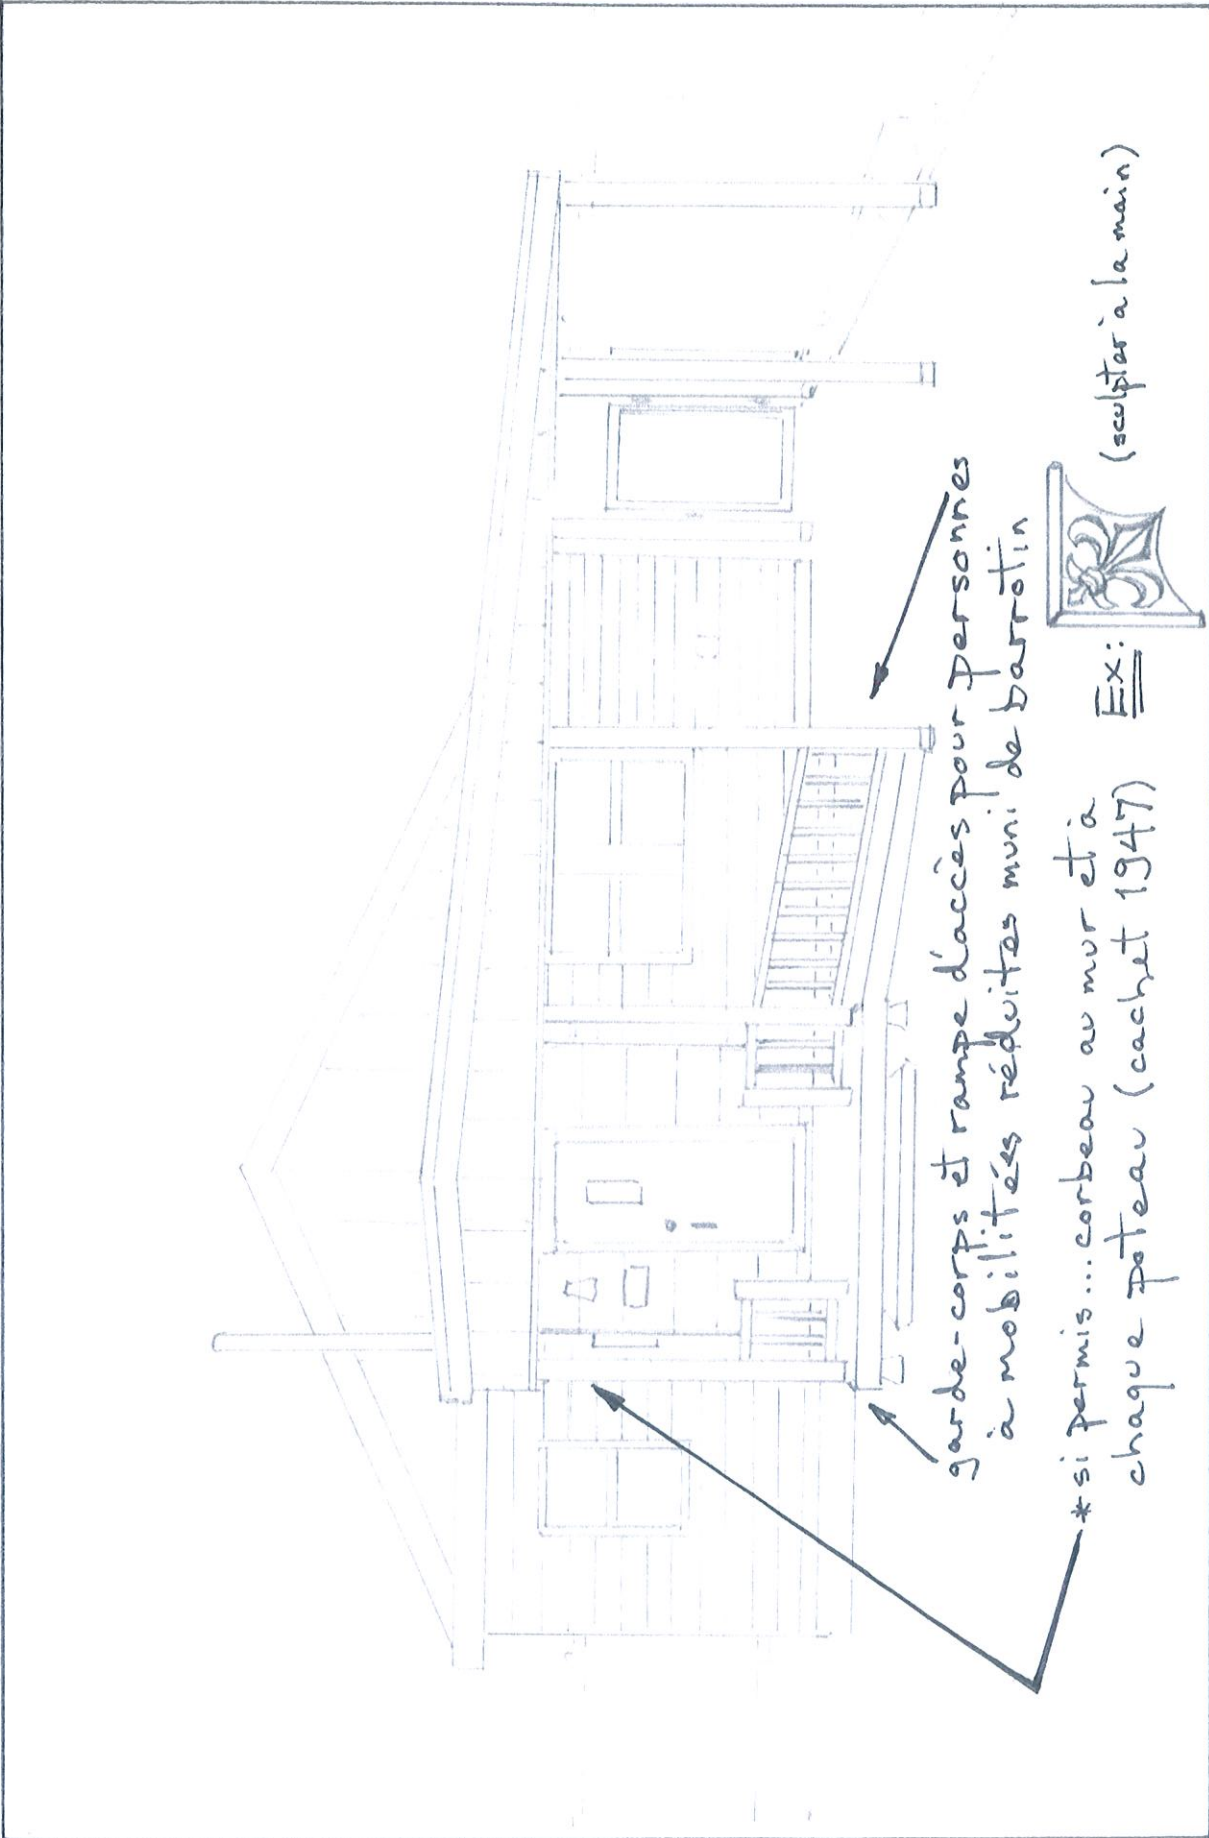 garde-corps et rampe d'accès pour personnes
à mobilitées réduites muni de barrotin
* si permis... corbeau au mur et à
chaque poteau (cachet 1947)
Ex: (sculpter à la main)